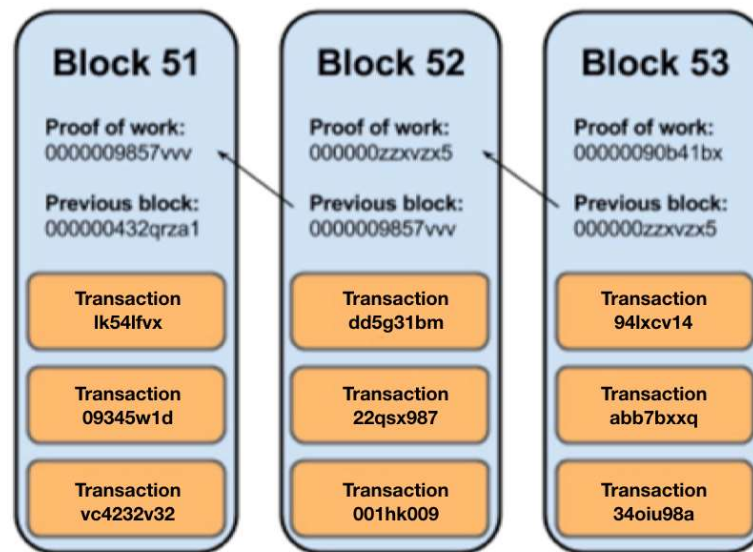 Block 51
Proof of work:
0000009857vvv
Previous block:
000000432qrza1
Transaction
lk54lfvx
Transaction
09345w1d
Transaction
vc4232v32
Block 52
Proof of work:
000000zzxvzx5
Previous block:
0000009857vvv
Transaction
dd5g31bm
Transaction
22qsx987
Transaction
001hk009
Block 53
Proof of work:
00000090b41bx
Previous block:
000000zzxvzx5
Transaction
94lxcv14
Transaction
abb7bxxq
Transaction
34oiu98a